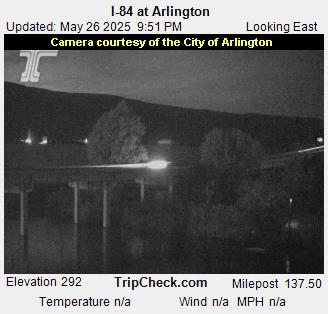 I-84 at Arlington
Updated: May 26 2025 9:51 PM Looking East
Camera courtesy of the City of Arlington
Elevation 292 TripCheck.com Milepost 137.50
Temperature n/a Wind n/a MPH n/a